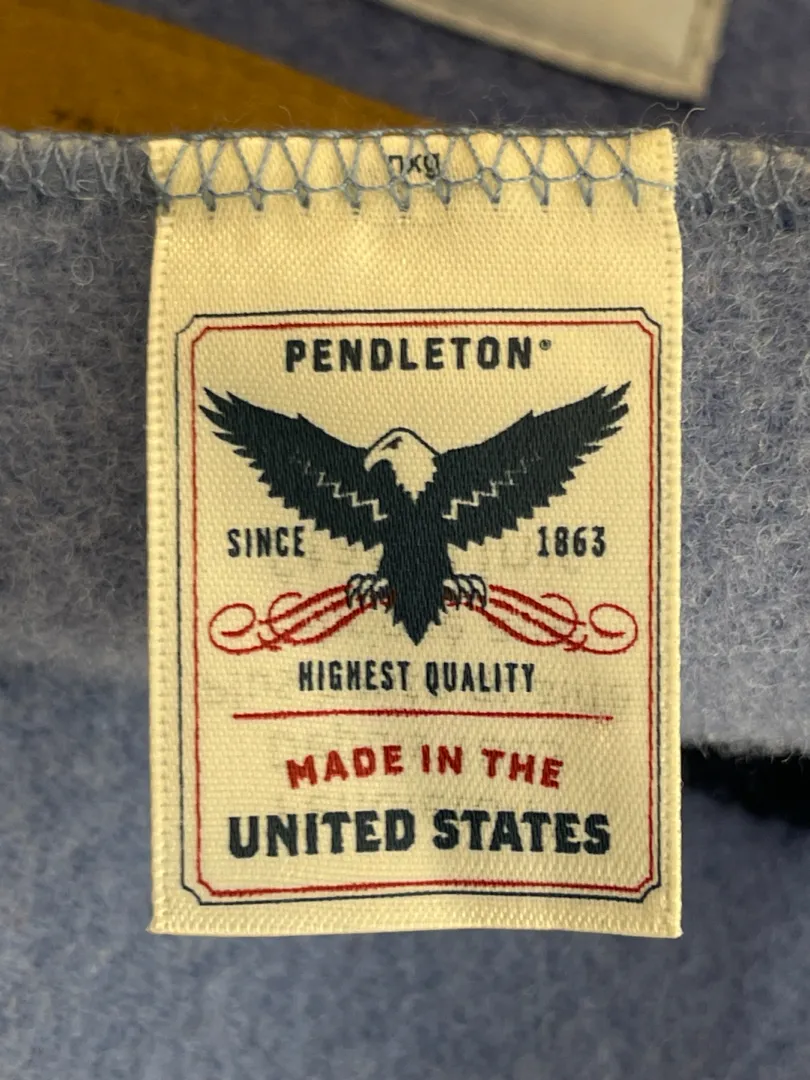 PENDLETON®
SINCE 1863
HIGHEST QUALITY
MADE IN THE
UNITED STATES